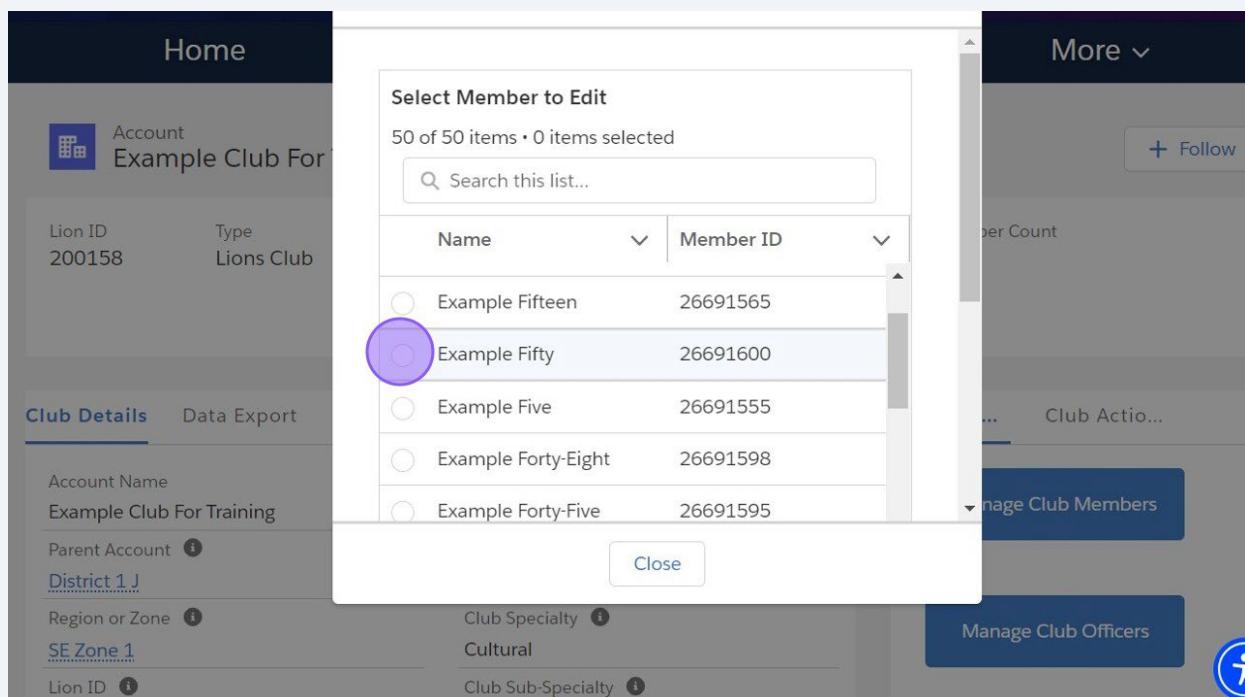 Home
More
Account
Example Club For
+ Follow
Lion ID
200158
Type
Lions Club
Count
Select Member to Edit
50 of 50 items • 0 items selected
Search this list...
Name
Member ID
Example Fifteen 26691565
Example Fifty 26691600
Example Five 26691555
Example Forty-Eight 26691598
Example Forty-Five 26691595
Close
Club Details
Data Export
...
Club Actio...
Account Name
Example Club For Training
Parent Account
District 1 J
Region or Zone
SE Zone 1
Lion ID
Club Specialty
Cultural
Club Sub-Specialty
Club Members
Manage Club Officers